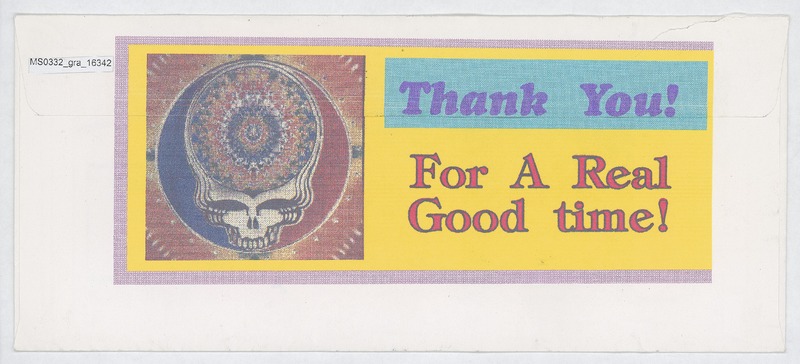 MS0332_gra_16342
Thank You!
For A Real
Good time!